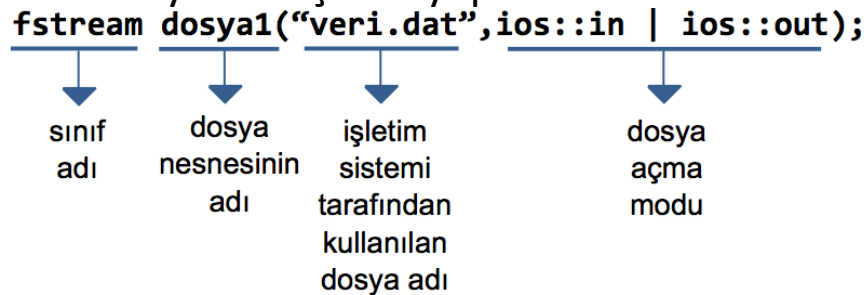 fstream dosya1(“veri.dat”,ios::in | ios::out);
sınıf
adı
dosya
nesnesinin
adı
işletim
sistemi
tarafından
kullanılan
dosya adı
dosya
açma
modu